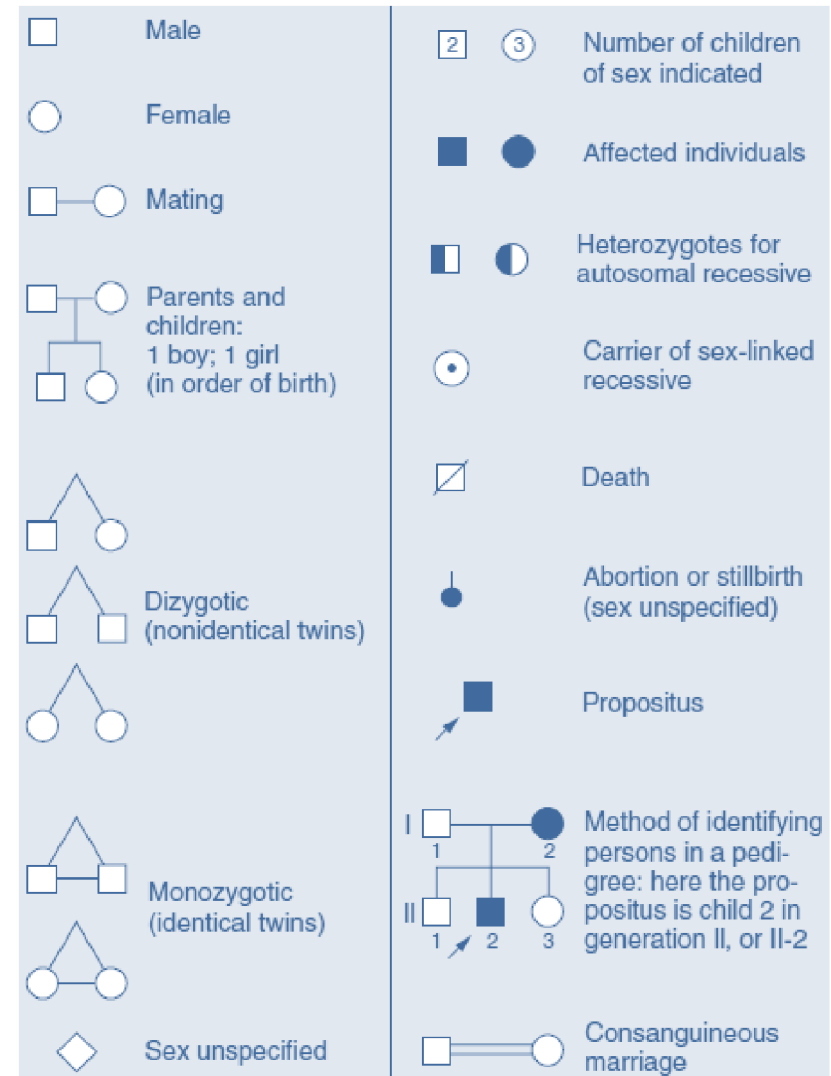 Male
Female
Mating
Parents and
children:
1 boy; 1 girl
(in order of birth)
Dizygotic
(nonidentical twins)
Monozygotic
(identical twins)
Sex unspecified
2 3
Number of children
of sex indicated
Affected individuals
Heterozygotes for
autosomal recessive
Carrier of sex-linked
recessive
Death
Abortion or stillbirth
(sex unspecified)
Propositus
I
1 2
II
1 2 3
Method of identifying
persons in a pedi-
gree: here the pro-
positus is child 2 in
generation II, or II-2
Consanguineous
marriage